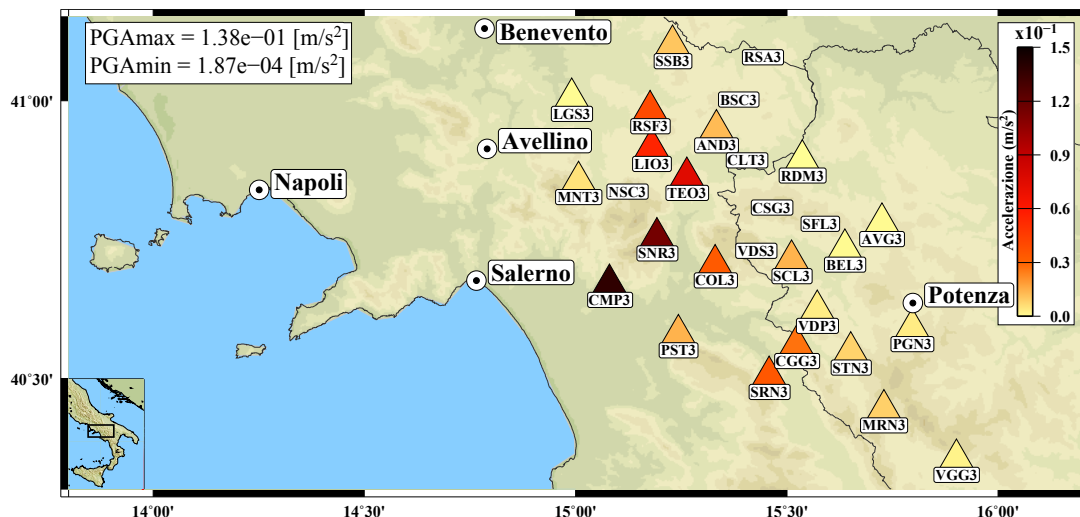 PGAmax = 1.38e−01 [m/s²]
PGAmin = 1.87e−04 [m/s²]
Benevento
SSB3
RSA3
x10⁻¹
1.5
1.2
0.9
0.6
0.3
0.0
Accelerazione (m/s²)
41˚00'
LGS3
RSF3
BSC3
AND3
Avellino
LIO3
CLT3
RDM3
Napoli
MNT3
NSC3
TEO3
CSG3
SFL3
AVG3
SNR3
VDS3
BEL3
Salerno
COL3
SCL3
CMP3
Potenza
VDP3
PST3
PGN3
CGG3
STN3
40˚30'
SRN3
MRN3
VGG3
14˚00'
14˚30'
15˚00'
15˚30'
16˚00'